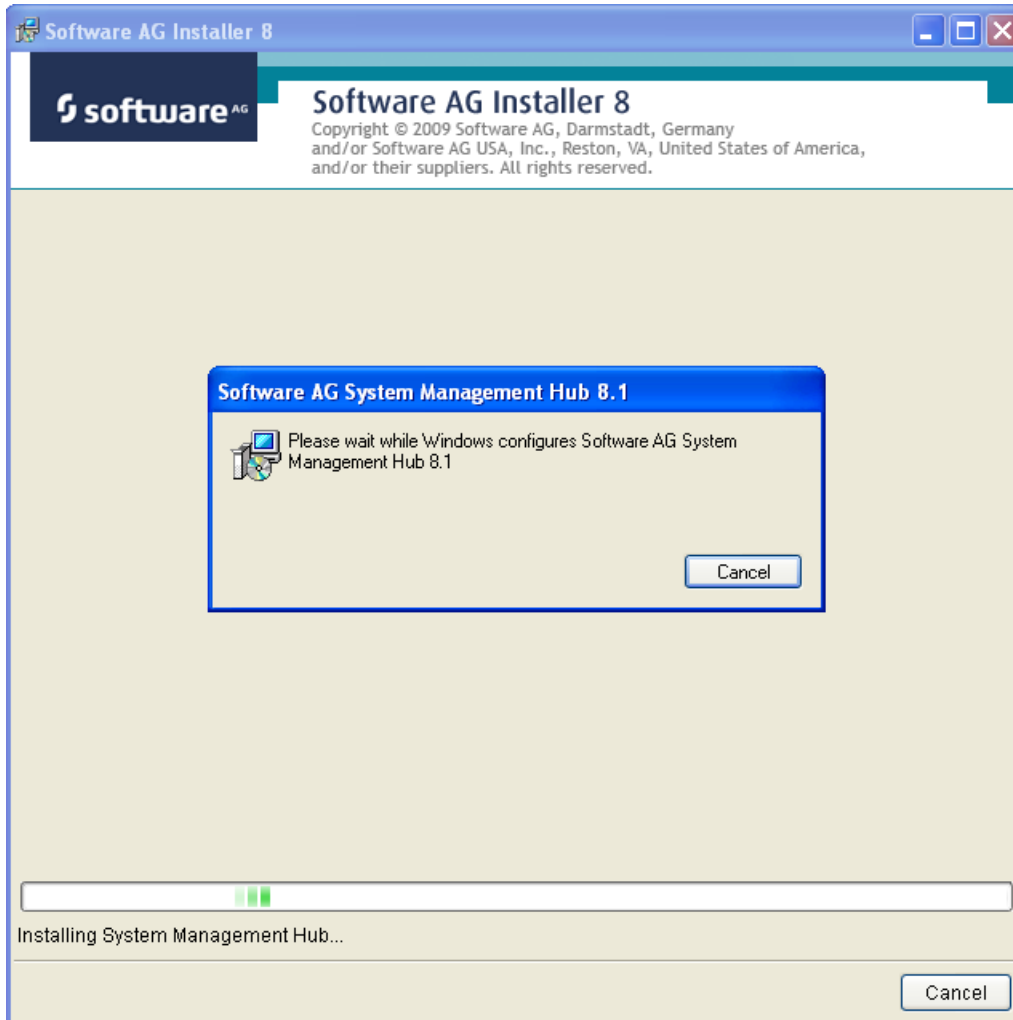 Software AG Installer 8
software AG
Software AG Installer 8
Copyright © 2009 Software AG, Darmstadt, Germany
and/or Software AG USA, Inc., Reston, VA, United States of America,
and/or their suppliers. All rights reserved.
Software AG System Management Hub 8.1
Please wait while Windows configures Software AG System
Management Hub 8.1
Cancel
Installing System Management Hub...
Cancel